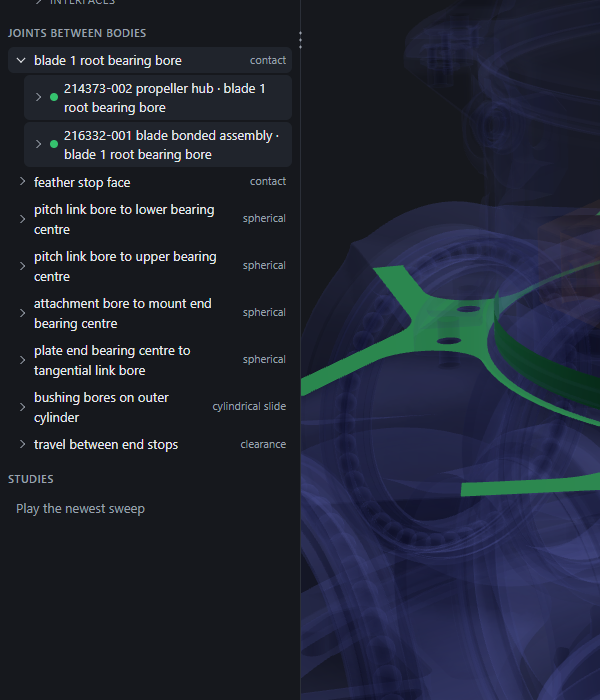 INTERFACES
JOINTS BETWEEN BODIES
blade 1 root bearing bore contact
214373-002 propeller hub · blade 1
root bearing bore
216332-001 blade bonded assembly ·
blade 1 root bearing bore
feather stop face contact
pitch link bore to lower bearing
centre spherical
pitch link bore to upper bearing
centre spherical
attachment bore to mount end
bearing centre spherical
plate end bearing centre to
tangential link bore spherical
bushing bores on outer
cylinder cylindrical slide
travel between end stops clearance
STUDIES
Play the newest sweep